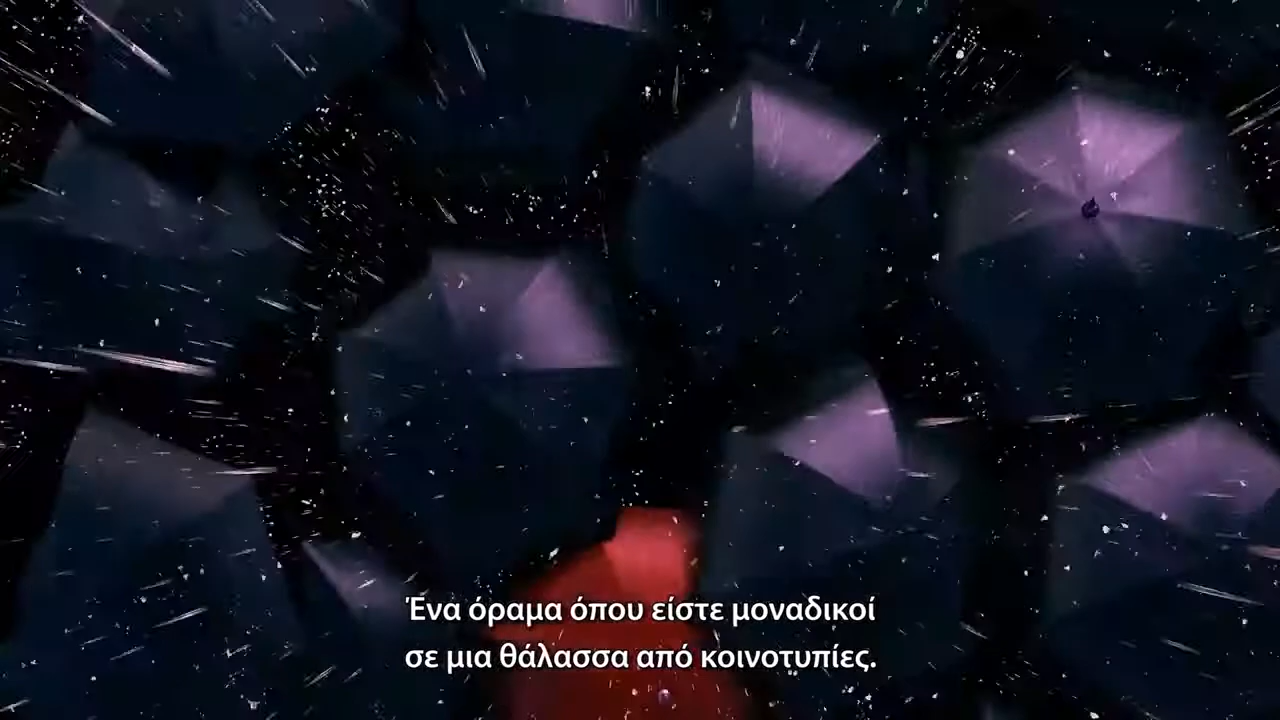 Ένα όραμα όπου είστε μοναδικοί
σε μια θάλασσα από κοινοτυπίες.